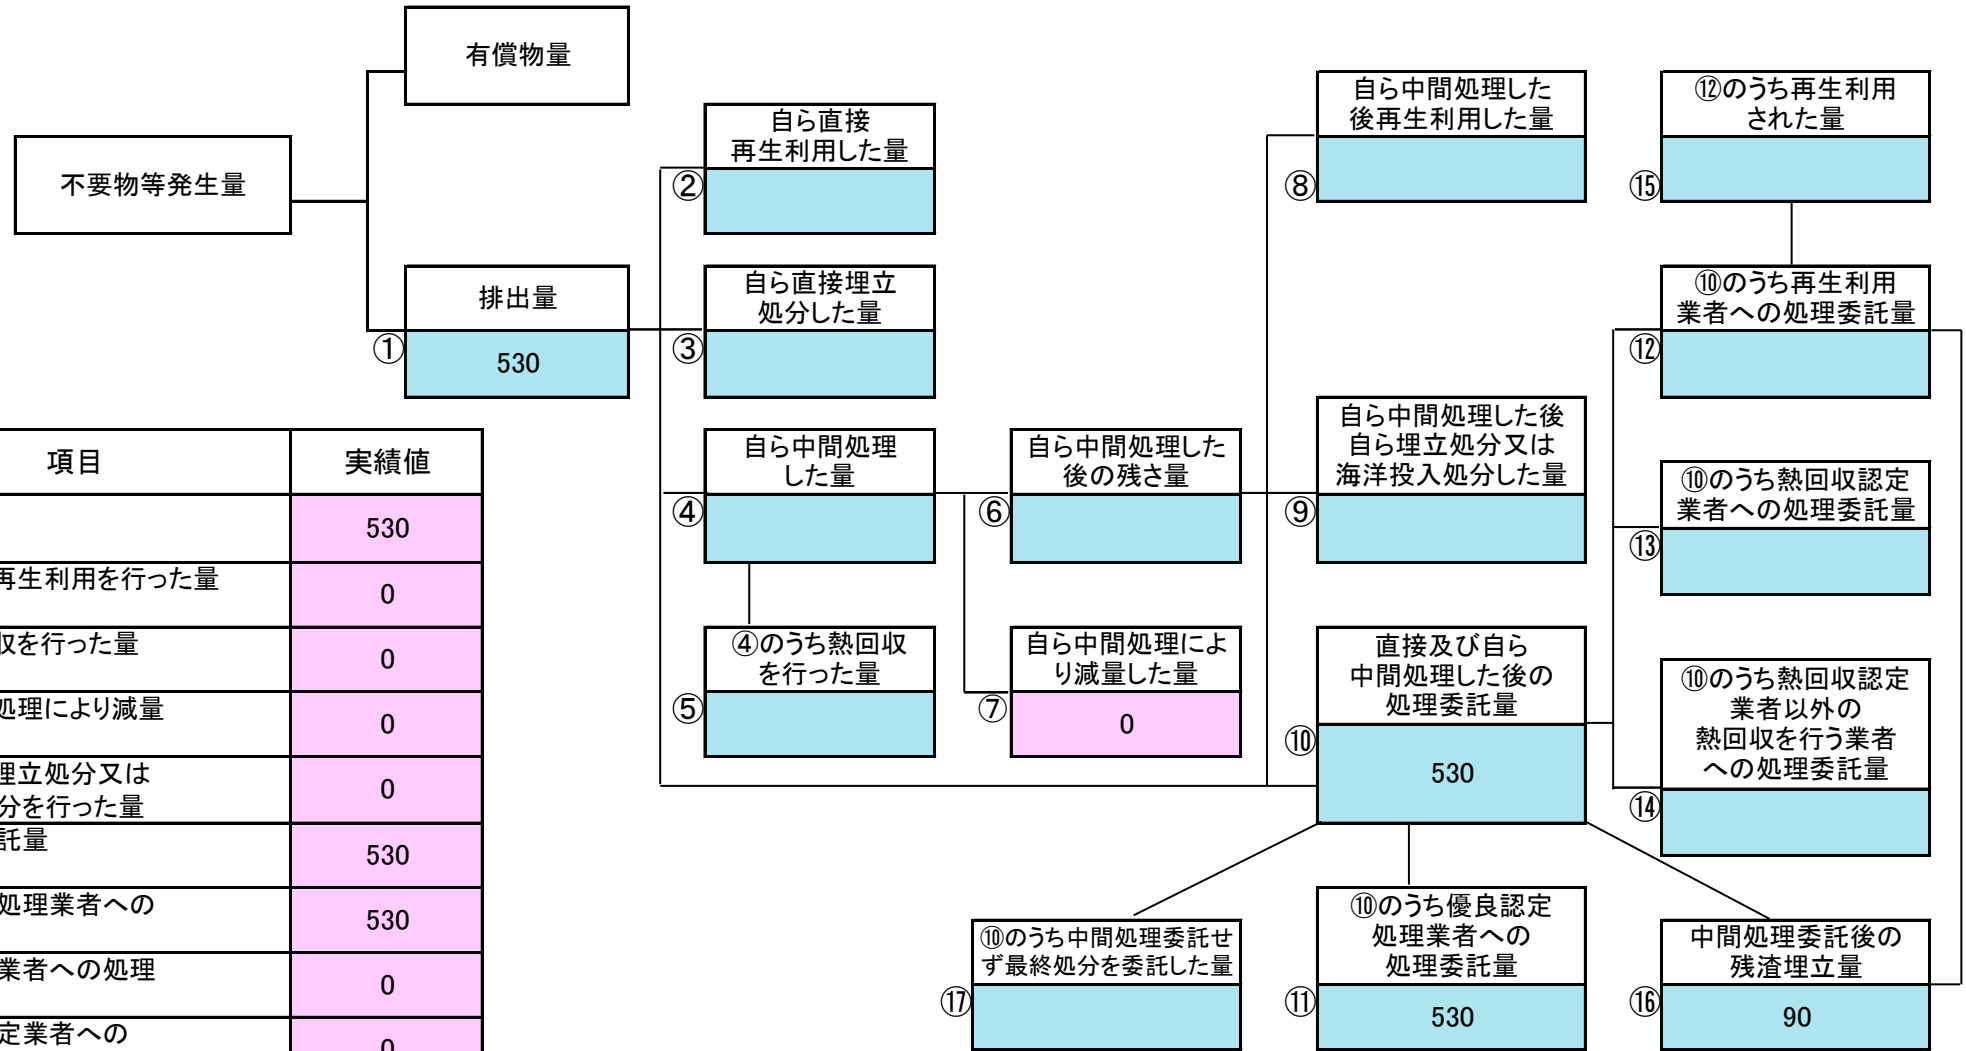 有償物量
不要物等発生量
自ら直接
再生利用した量
②
自ら中間処理した
後再生利用した量
⑧
⑫のうち再生利用
された量
⑮
排出量
①
530
自ら直接埋立
処分した量
③
⑩のうち再生利用
業者への処理委託量
⑫
項目
実績値
530
再生利用を行った量
0
収を行った量
0
処理により減量
0
埋立処分又は
分を行った量
0
託量
530
処理業者への
530
業者への処理
0
定業者への
0
自ら中間処理
した量
④
自ら中間処理した
後の残さ量
⑥
自ら中間処理した後
自ら埋立処分又は
海洋投入処分した量
⑨
⑩のうち熱回収認定
業者への処理委託量
⑬
④のうち熱回収
を行った量
⑤
自ら中間処理によ
り減量した量
⑦
0
直接及び自ら
中間処理した後の
処理委託量
⑩
530
⑩のうち熱回収認定
業者以外の
熱回収を行う業者
への処理委託量
⑭
⑩のうち中間処理委託せ
ず最終処分を委託した量
⑰
⑩のうち優良認定
処理業者への
処理委託量
⑪
530
中間処理委託後の
残渣埋立量
⑯
90